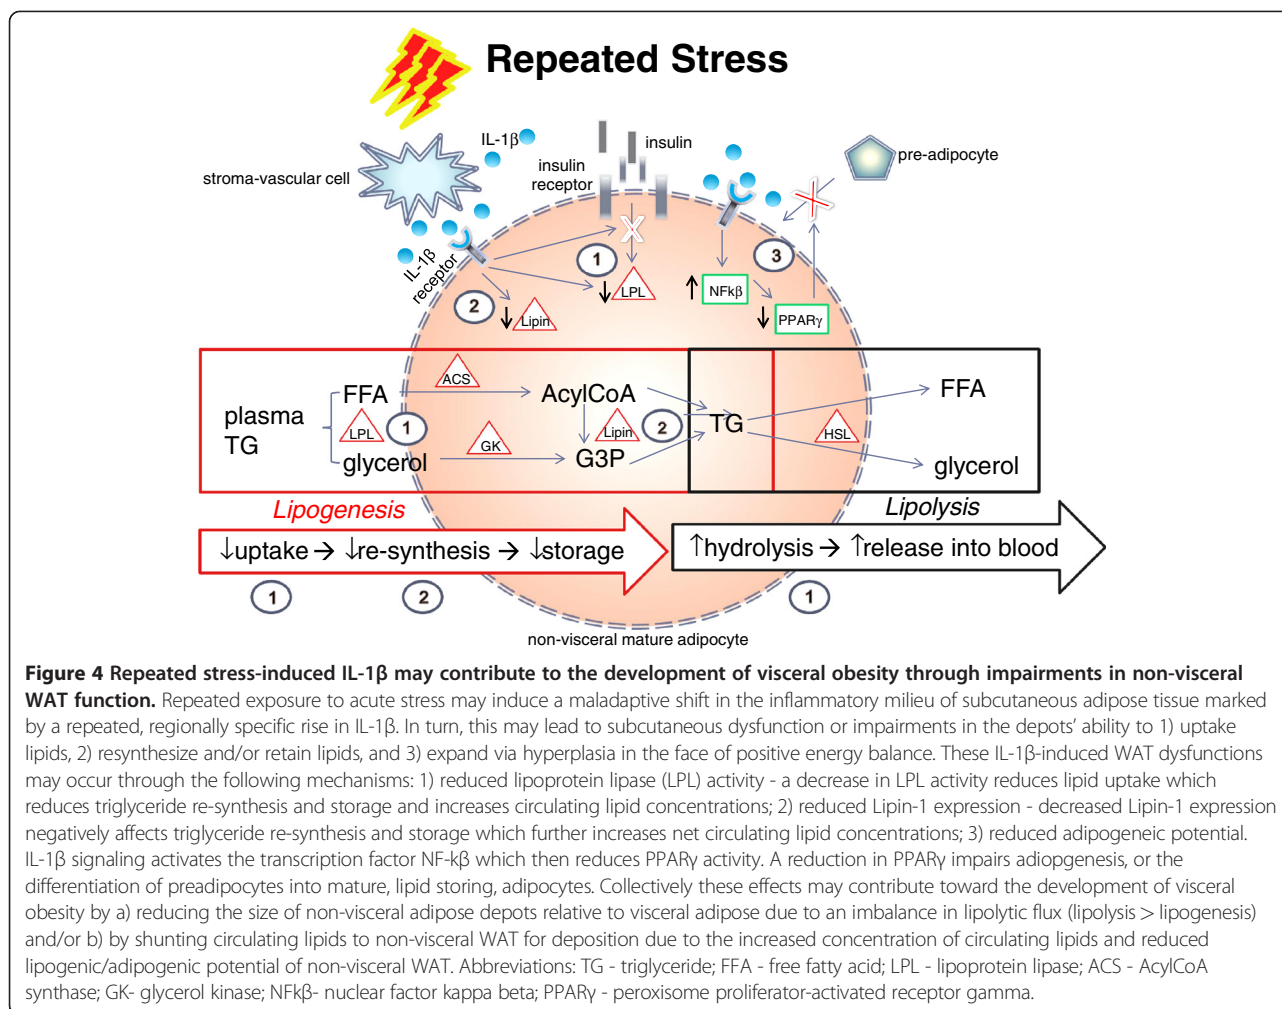 Repeated Stress
IL-1β
insulin
insulin
receptor
pre-adipocyte
stroma-vascular cell
IL-1β
receptor
1
2
3
LPL
Lipin
NFkβ
PPARγ
↓
↓
↑
↓
plasma
TG
FFA
LPL
1
glycerol
ACS
GK
AcylCoA
Lipin
2
G3P
TG
HSL
FFA
glycerol
Lipogenesis
Lipolysis
↓uptake → ↓re-synthesis → ↓storage
↑hydrolysis → ↑release into blood
1
2
1
non-visceral mature adipocyte
Figure 4 Repeated stress-induced IL-1β may contribute to the development of visceral obesity through impairments in non-visceral
WAT function. Repeated exposure to acute stress may induce a maladaptive shift in the inflammatory milieu of subcutaneous adipose tissue marked
by a repeated, regionally specific rise in IL-1β. In turn, this may lead to subcutaneous dysfunction or impairments in the depots' ability to 1) uptake
lipids, 2) resynthesize and/or retain lipids, and 3) expand via hyperplasia in the face of positive energy balance. These IL-1β-induced WAT dysfunctions
may occur through the following mechanisms: 1) reduced lipoprotein lipase (LPL) activity - a decrease in LPL activity reduces lipid uptake which
reduces triglyceride re-synthesis and storage and increases circulating lipid concentrations; 2) reduced Lipin-1 expression - decreased Lipin-1 expression
negatively affects triglyceride re-synthesis and storage which further increases net circulating lipid concentrations; 3) reduced adipogeneic potential.
IL-1β signaling activates the transcription factor NF-kβ which then reduces PPARγ activity. A reduction in PPARγ impairs adiopgenesis, or the
differentiation of preadipocytes into mature, lipid storing, adipocytes. Collectively these effects may contribute toward the development of visceral
obesity by a) reducing the size of non-visceral adipose depots relative to visceral adipose due to an imbalance in lipolytic flux (lipolysis > lipogenesis)
and/or b) by shunting circulating lipids to non-visceral WAT for deposition due to the increased concentration of circulating lipids and reduced
lipogenic/adipogenic potential of non-visceral WAT. Abbreviations: TG - triglyceride; FFA - free fatty acid; LPL - lipoprotein lipase; ACS - AcylCoA
synthase; GK- glycerol kinase; NFkβ- nuclear factor kappa beta; PPARγ - peroxisome proliferator-activated receptor gamma.